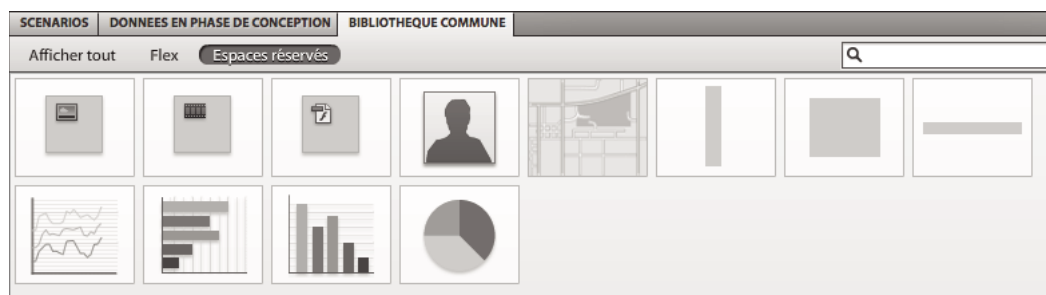 SCENARIOS DONNEES EN PHASE DE CONCEPTION BIBLIOTHEQUE COMMUNE
Afficher tout Flex Espaces réservés